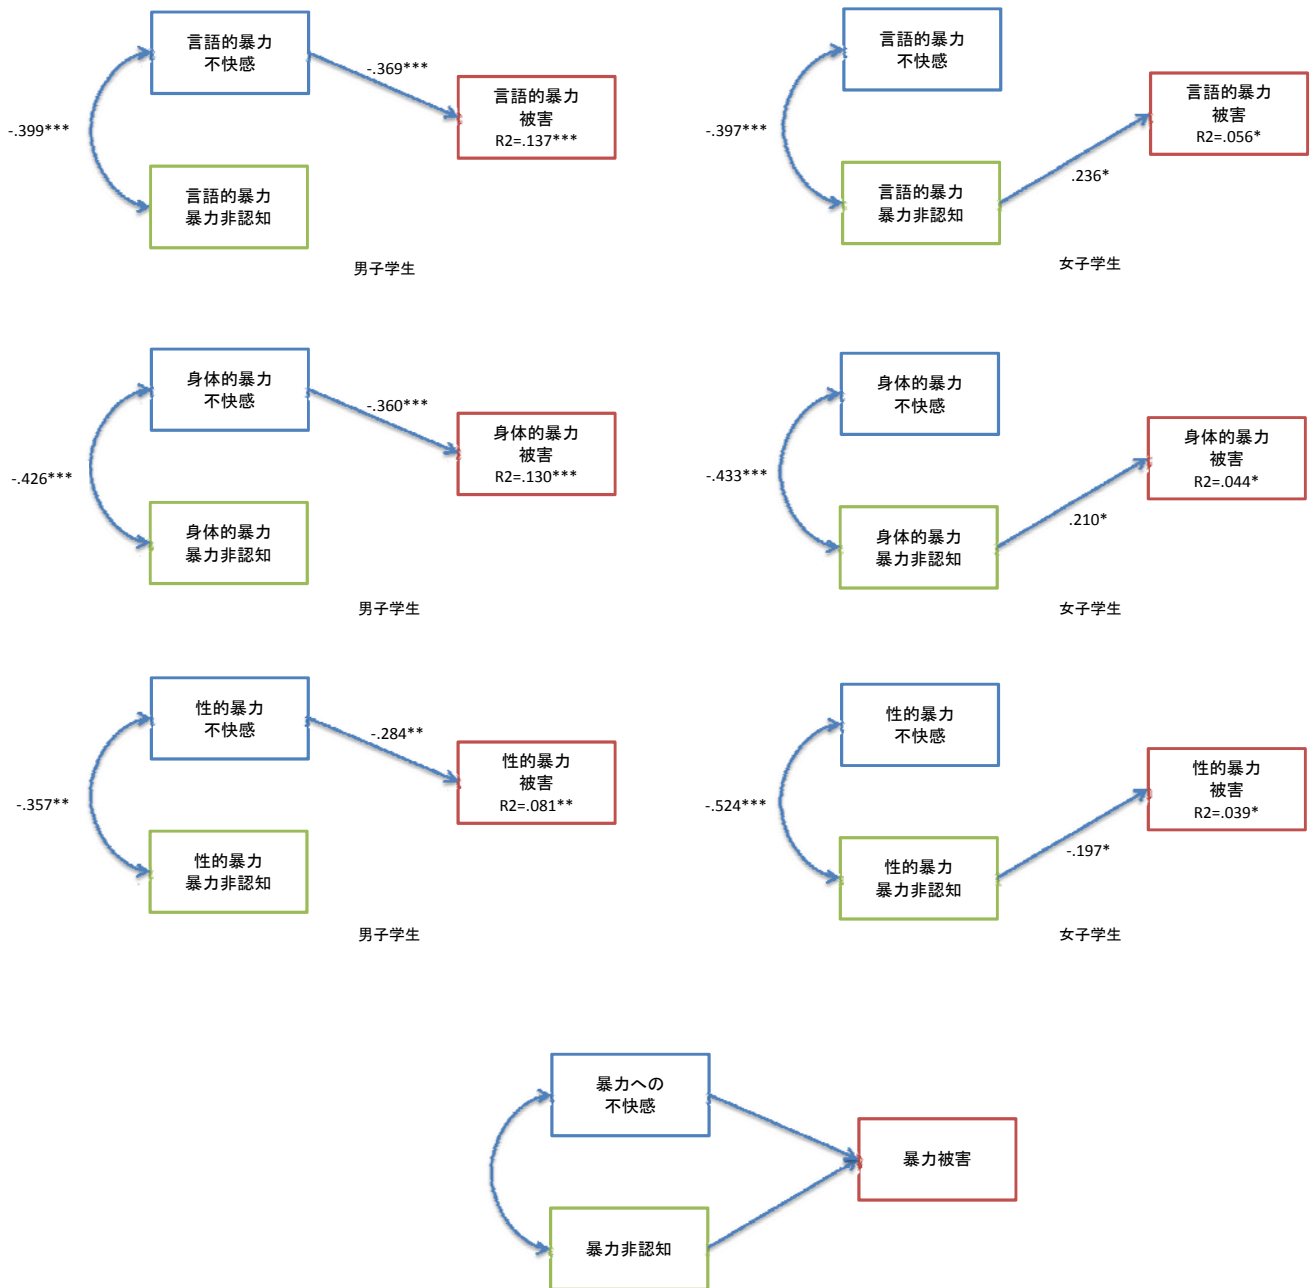 言語的暴力
不快感
-.369***
言語的暴力
被害
R2=.137***
-.399***
言語的暴力
暴力非認知
男子学生
言語的暴力
不快感
言語的暴力
被害
R2=.056*
-.397***
.236*
言語的暴力
暴力非認知
女子学生
身体的暴力
不快感
-.360***
身体的暴力
被害
R2=.130***
-.426***
身体的暴力
暴力非認知
男子学生
身体的暴力
不快感
身体的暴力
被害
R2=.044*
-.433***
.210*
身体的暴力
暴力非認知
女子学生
性的暴力
不快感
-.284**
性的暴力
被害
R2=.081**
-.357**
性的暴力
暴力非認知
男子学生
性的暴力
不快感
性的暴力
被害
R2=.039*
-.524***
-.197*
性的暴力
暴力非認知
女子学生
暴力への
不快感
暴力被害
暴力非認知